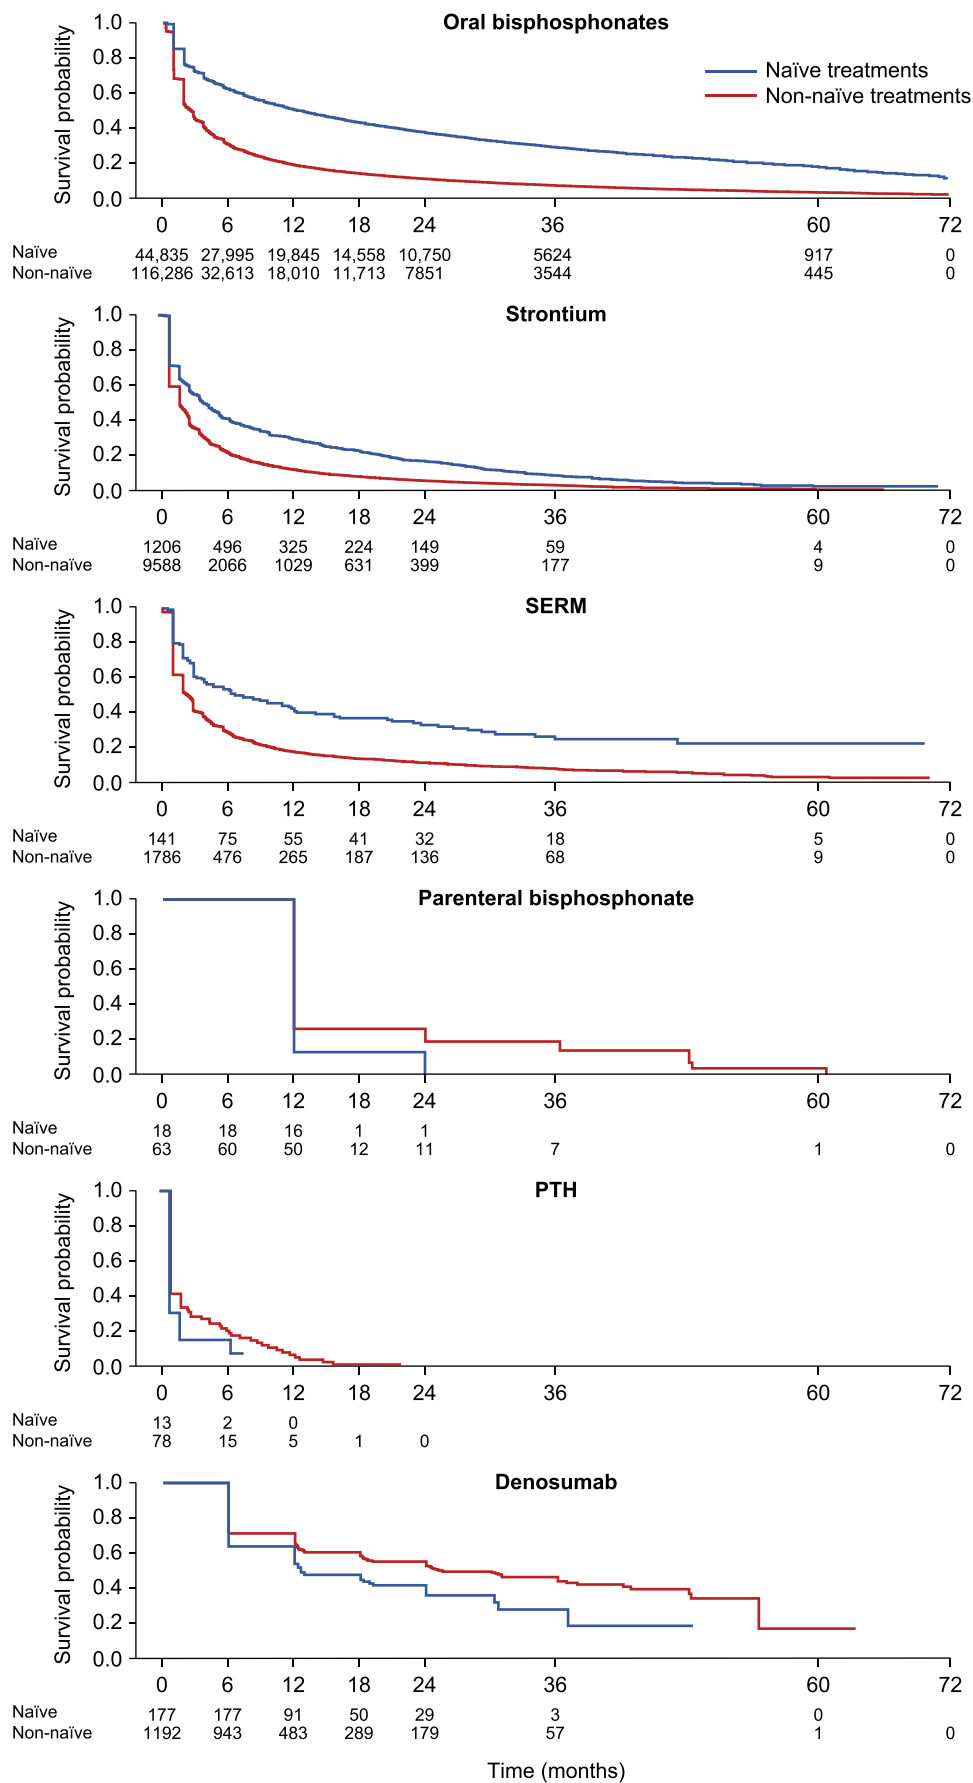 Oral bisphosphonates
Naïve treatments
Non-naïve treatments
Survival probability
1.0
0.8
0.6
0.4
0.2
0.0
0 6 12 18 24 36 60 72
Naïve 44,835 27,995 19,845 14,558 10,750 5624 917 0
Non-naïve 116,286 32,613 18,010 11,713 7851 3544 445 0
Strontium
Survival probability
1.0
0.8
0.6
0.4
0.2
0.0
0 6 12 18 24 36 60 72
Naïve 1206 496 325 224 149 59 4 0
Non-naïve 9588 2066 1029 631 399 177 9 0
SERM
Survival probability
1.0
0.8
0.6
0.4
0.2
0.0
0 6 12 18 24 36 60 72
Naïve 141 75 55 41 32 18 5 0
Non-naïve 1786 476 265 187 136 68 9 0
Parenteral bisphosphonate
Survival probability
1.0
0.8
0.6
0.4
0.2
0.0
0 6 12 18 24 36 60 72
Naïve 18 18 16 1 1
Non-naïve 63 60 50 12 11 7 1 0
PTH
Survival probability
1.0
0.8
0.6
0.4
0.2
0.0
0 6 12 18 24 36 60 72
Naïve 13 2 0
Non-naïve 78 15 5 1 0
Denosumab
Survival probability
1.0
0.8
0.6
0.4
0.2
0.0
0 6 12 18 24 36 60 72
Naïve 177 177 91 50 29 3 0
Non-naïve 1192 943 483 289 179 57 1 0
Time (months)